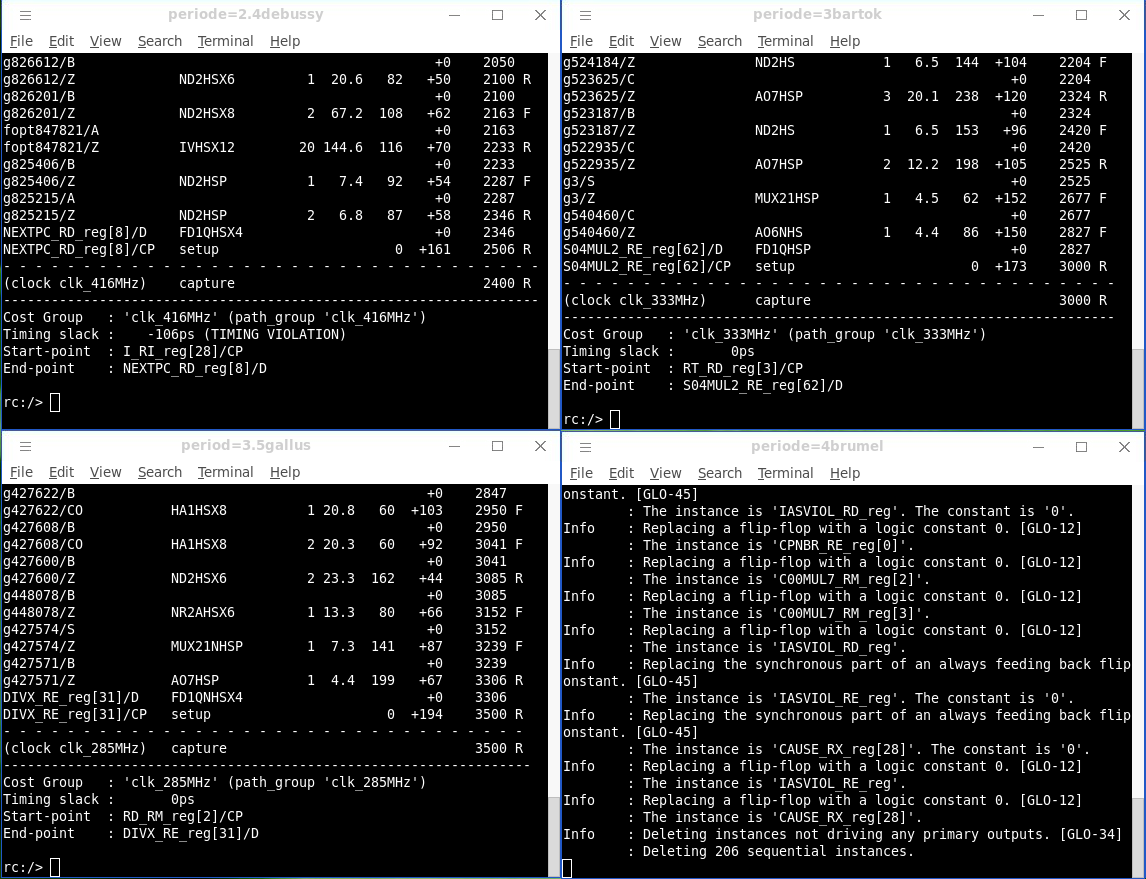 periode=2.4debussy
File Edit View Search Terminal Help
g826612/B +0 2050
g826612/Z ND2HSX6 1 20.6 82 +50 2100 R
g826201/B +0 2100
g826201/Z ND2HSX8 2 67.2 108 +62 2163 F
fopt847821/A +0 2163
fopt847821/Z IVHSX12 20 144.6 116 +70 2233 R
g825406/B +0 2233
g825406/Z ND2HSP 1 7.4 92 +54 2287 F
g825215/A +0 2287
g825215/Z ND2HSP 2 6.8 87 +58 2346 R
NEXTPC_RD_reg[8]/D FD1QHSX4 +0 2346
NEXTPC_RD_reg[8]/CP setup 0 +161 2506 R
- - - - - - - - - - - - - - - - - - - - - - - - - - - - - - - - - -
(clock clk_416MHz) capture 2400 R
-------------------------------------------------------------------
Cost Group : 'clk_416MHz' (path_group 'clk_416MHz')
Timing slack : -106ps (TIMING VIOLATION)
Start-point : I_RI_reg[28]/CP
End-point : NEXTPC_RD_reg[8]/D
rc:/>
periode=3bartok
File Edit View Search Terminal Help
g524184/Z ND2HS 1 6.5 144 +104 2204 F
g523625/C +0 2204
g523625/Z AO7HSP 3 20.1 238 +120 2324 R
g523187/B +0 2324
g523187/Z ND2HS 1 6.5 153 +96 2420 F
g522935/C +0 2420
g522935/Z AO7HSP 2 12.2 198 +105 2525 R
g3/S +0 2525
g3/Z MUX21HSP 1 4.5 62 +152 2677 F
g540460/C +0 2677
g540460/Z AO6NHS 1 4.4 86 +150 2827 F
S04MUL2_RE_reg[62]/D FD1QHSP +0 2827
S04MUL2_RE_reg[62]/CP setup 0 +173 3000 R
- - - - - - - - - - - - - - - - - - - - - - - - - - - - - - - - - - -
(clock clk_333MHz) capture 3000 R
---------------------------------------------------------------------
Cost Group : 'clk_333MHz' (path_group 'clk_333MHz')
Timing slack : 0ps
Start-point : RT_RD_reg[3]/CP
End-point : S04MUL2_RE_reg[62]/D
rc:/>
period=3.5gallus
File Edit View Search Terminal Help
g427622/B +0 2847
g427622/CO HA1HSX8 1 20.8 60 +103 2950 F
g427608/B +0 2950
g427608/CO HA1HSX8 2 20.3 60 +92 3041 F
g427600/B +0 3041
g427600/Z ND2HSX6 2 23.3 162 +44 3085 R
g448078/B +0 3085
g448078/Z NR2AHSX6 1 13.3 80 +66 3152 F
g427574/S +0 3152
g427574/Z MUX21NHSP 1 7.3 141 +87 3239 F
g427571/B +0 3239
g427571/Z AO7HSP 1 4.4 199 +67 3306 R
DIVX_RE_reg[31]/D FD1QNHSX4 +0 3306
DIVX_RE_reg[31]/CP setup 0 +194 3500 R
- - - - - - - - - - - - - - - - - - - - - - - - - - - - - - - - -
(clock clk_285MHz) capture 3500 R
------------------------------------------------------------------
Cost Group : 'clk_285MHz' (path_group 'clk_285MHz')
Timing slack : 0ps
Start-point : RD_RM_reg[2]/CP
End-point : DIVX_RE_reg[31]/D
rc:/>
periode=4brumel
File Edit View Search Terminal Help
onstant. [GLO-45]
: The instance is 'IASVIOL_RD_reg'. The constant is '0'.
Info : Replacing a flip-flop with a logic constant 0. [GLO-12]
: The instance is 'CPNBR_RE_reg[0]'.
Info : Replacing a flip-flop with a logic constant 0. [GLO-12]
: The instance is 'C00MUL7_RM_reg[2]'.
Info : Replacing a flip-flop with a logic constant 0. [GLO-12]
: The instance is 'C00MUL7_RM_reg[3]'.
Info : Replacing a flip-flop with a logic constant 0. [GLO-12]
: The instance is 'IASVIOL_RD_reg'.
Info : Replacing the synchronous part of an always feeding back flip
onstant. [GLO-45]
: The instance is 'IASVIOL_RE_reg'. The constant is '0'.
Info : Replacing the synchronous part of an always feeding back flip
onstant. [GLO-45]
: The instance is 'CAUSE_RX_reg[28]'. The constant is '0'.
Info : Replacing a flip-flop with a logic constant 0. [GLO-12]
: The instance is 'IASVIOL_RE_reg'.
Info : Replacing a flip-flop with a logic constant 0. [GLO-12]
: The instance is 'CAUSE_RX_reg[28]'.
Info : Deleting instances not driving any primary outputs. [GLO-34]
: Deleting 206 sequential instances.